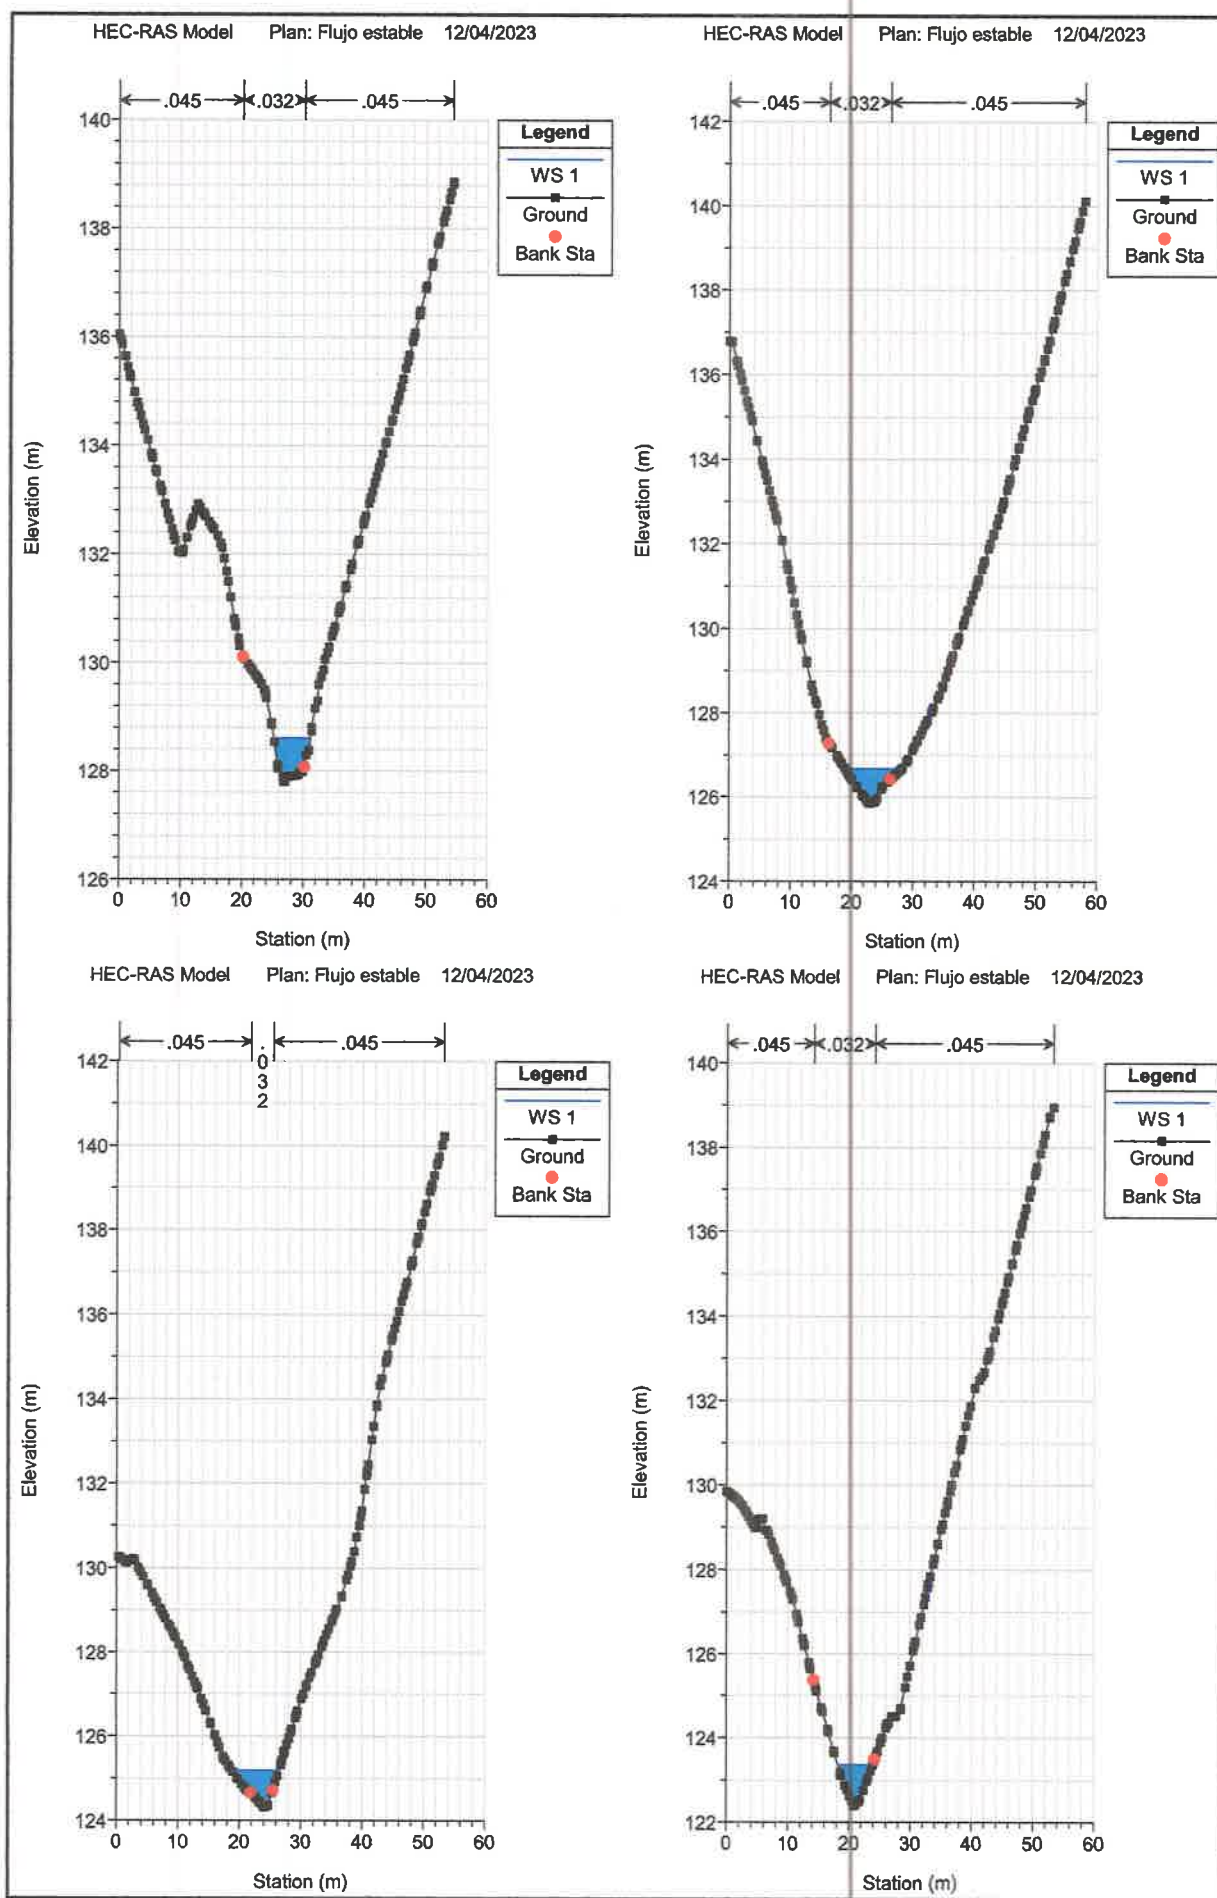 HEC-RAS Model Plan: Flujo estable 12/04/2023
.045 .032 .045
140
138
136
134
132
130
128
126
Elevation (m)
0 10 20 30 40 50 60
Station (m)
Legend
WS 1
Ground
Bank Sta
HEC-RAS Model Plan: Flujo estable 12/04/2023
.045 .032 .045
142
140
138
136
134
132
130
128
126
124
Elevation (m)
0 10 20 30 40 50 60
Station (m)
Legend
WS 1
Ground
Bank Sta
HEC-RAS Model Plan: Flujo estable 12/04/2023
.045 .032 .045
142
140
138
136
134
132
130
128
126
124
Elevation (m)
0 10 20 30 40 50 60
Station (m)
Legend
WS 1
Ground
Bank Sta
HEC-RAS Model Plan: Flujo estable 12/04/2023
.045 .032 .045
140
138
136
134
132
130
128
126
124
122
Elevation (m)
0 10 20 30 40 50 60
Station (m)
Legend
WS 1
Ground
Bank Sta